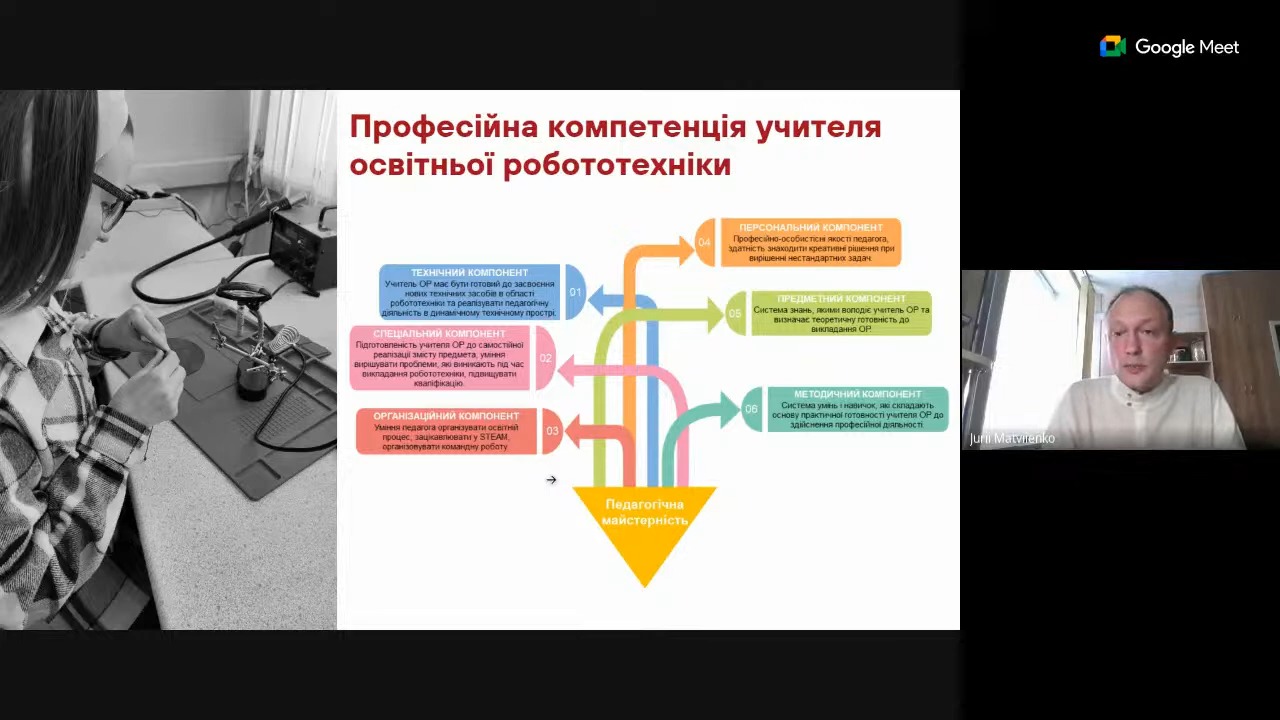 Google Meet
Професійна компетенція учителя
освітньої робототехніки
ТЕХНІЧНИЙ КОМПОНЕНТ
Учитель ОР має бути готовий до засвоєння
нових технічних засобів в області
робототехніки та реалізувати педагогічну
діяльність в динамічному технічному прострі.
01
СПЕЦІАЛЬНИЙ КОМПОНЕНТ
Підготовленість учителя ОР до самостійної
реалізації змісту предмета, уміння
вирішувати проблеми, які виникають під час
викладання робототехніки, підвищувати
кваліфікацію.
02
ОРГАНІЗАЦІЙНИЙ КОМПОНЕНТ
Уміння педагога організувати освітній
процес, зацікавлювати у STEAM,
організовувати командну роботу.
03
04
ПЕРСОНАЛЬНИЙ КОМПОНЕНТ
Професійно-особистісні якості педагога,
здатність знаходити креативні рішення при
вирішенні нестандартних задач
05
ПРЕДМЕТНИЙ КОМПОНЕНТ
Система знань, якими володіє учитель ОР та
визначає теоретичну готовність до
викладання ОР.
06
МЕТОДИЧНИЙ КОМПОНЕНТ
Система умінь і навичок, які складають
основу практичної готовності учителя ОР до
здійснення професійної діяльності
Педагогічна
майстерність
Jurii Matviienko